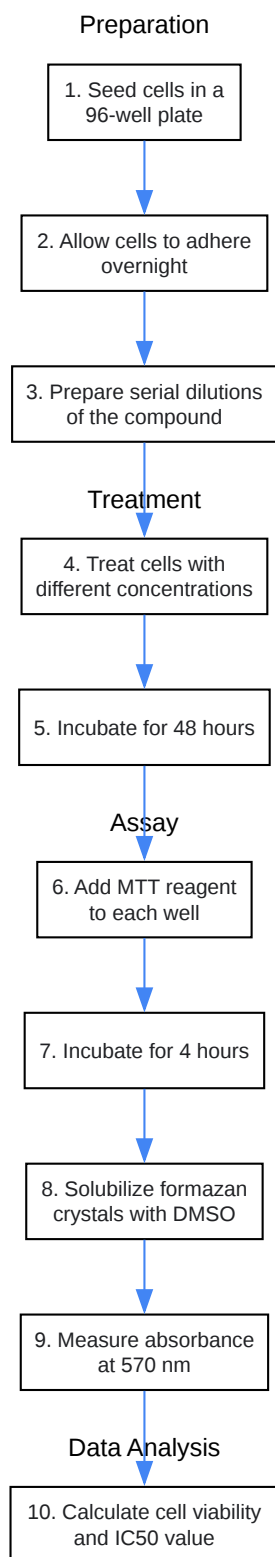 Preparation
1. Seed cells in a
96-well plate
2. Allow cells to adhere
overnight
3. Prepare serial dilutions
of the compound
Treatment
4. Treat cells with
different concentrations
5. Incubate for 48 hours
Assay
6. Add MTT reagent
to each well
7. Incubate for 4 hours
8. Solubilize formazan
crystals with DMSO
9. Measure absorbance
at 570 nm
Data Analysis
10. Calculate cell viability
and IC50 value